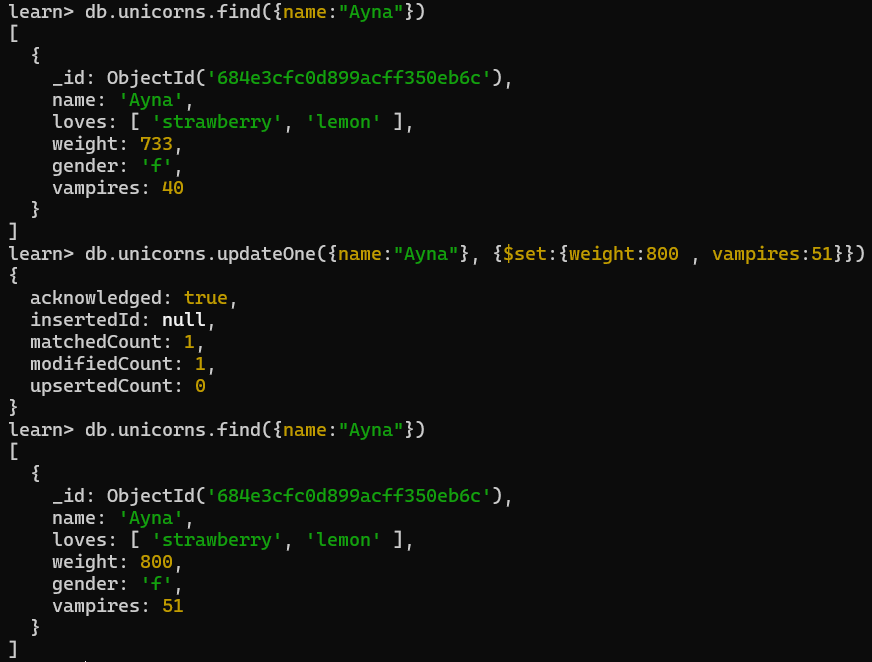 learn> db.unicorns.find({name:"Ayna"})
[
  {
    _id: ObjectId('684e3cfc0d899acff350eb6c'),
    name: 'Ayna',
    loves: [ 'strawberry', 'lemon' ],
    weight: 733,
    gender: 'f',
    vampires: 40
  }
]
learn> db.unicorns.updateOne({name:"Ayna"}, {$set:{weight:800 , vampires:51}})
{
  acknowledged: true,
  insertedId: null,
  matchedCount: 1,
  modifiedCount: 1,
  upsertedCount: 0
}
learn> db.unicorns.find({name:"Ayna"})
[
  {
    _id: ObjectId('684e3cfc0d899acff350eb6c'),
    name: 'Ayna',
    loves: [ 'strawberry', 'lemon' ],
    weight: 800,
    gender: 'f',
    vampires: 51
  }
]